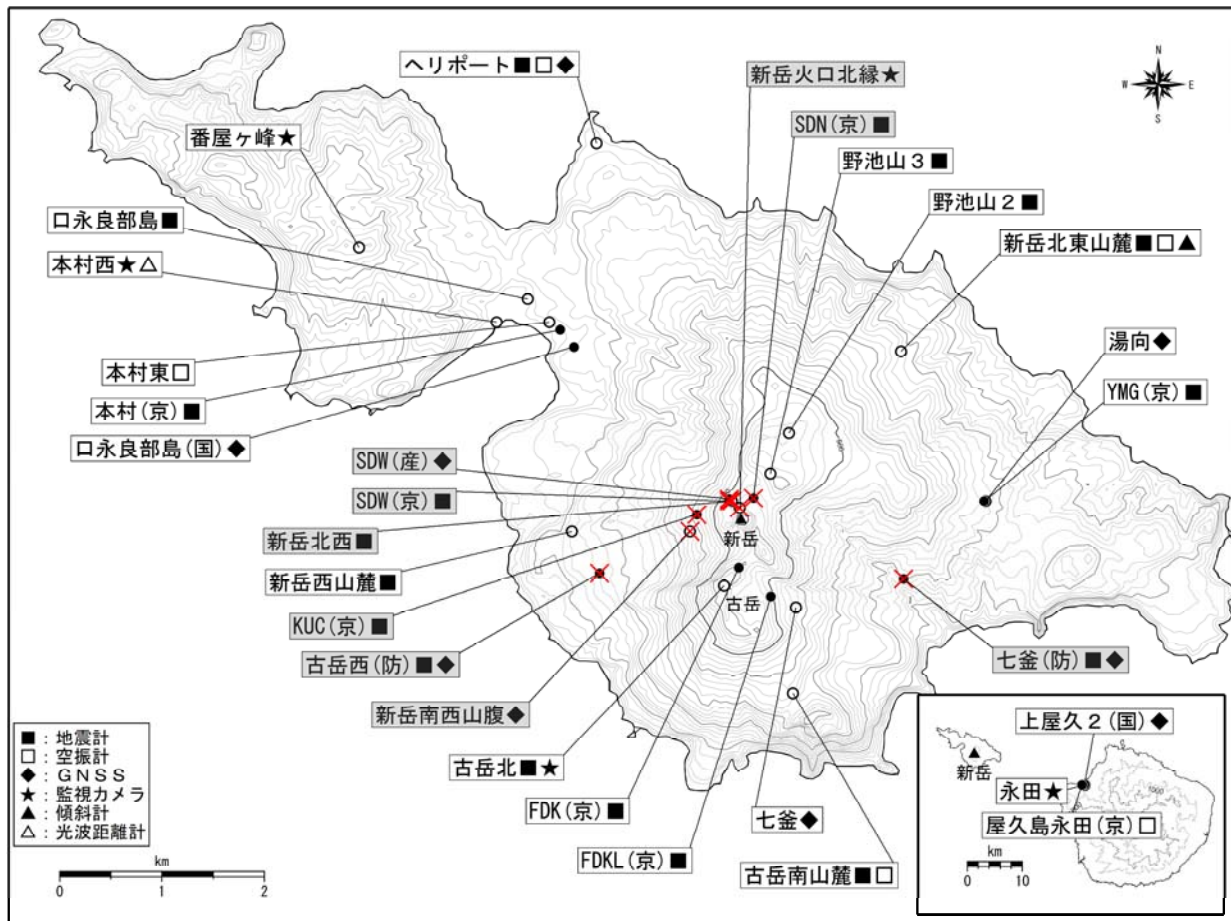 ヘリポート■□◆
新岳火口北縁★
N
W
E
S
番屋ヶ峰★
SDN(京)■
野池山３■
口永良部島■
野池山２■
本村西★△
新岳北東山麓■□▲
本村東□
湯向◆
本村(京)■
YMG(京)■
口永良部島(国)◆
SDW(産)◆
SDW(京)■
新岳北西■
新岳
新岳西山麓■
古岳
KUC(京)■
古岳西(防)■◆
七釜(防)■◆
新岳南西山腹◆
古岳北■★
FDK(京)■
七釜◆
FDKL(京)■
古岳南山麓■□
■：地震計
□：空振計
◆：ＧＮＳＳ
★：監視カメラ
▲：傾斜計
△：光波距離計
km
0 1 2
上屋久２(国)◆
新岳
永田★
屋久島永田(京)□
km
0 10